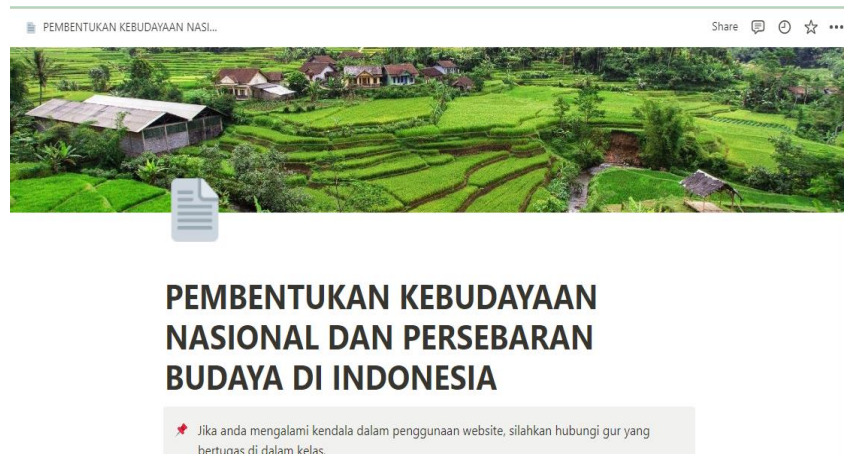 PEMBENTUKAN KEBUDAYAAN NASI...
Share
PEMBENTUKAN KEBUDAYAAN
NASIONAL DAN PERSEBARAN
BUDAYA DI INDONESIA
Jika anda mengalami kendala dalam penggunaan website, silahkan hubungi gur yang
bertugas di dalam kelas.